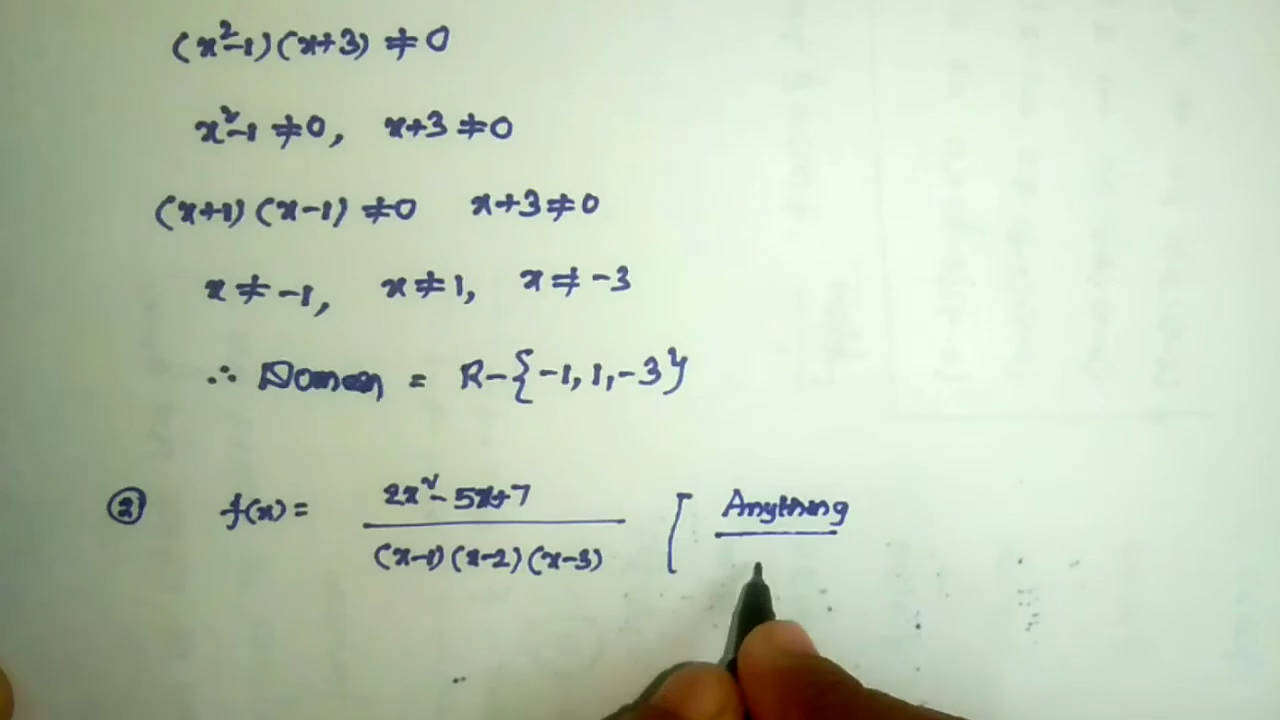 (x²-1)(x+3) ≠ 0
x²-1 ≠ 0, x+3 ≠ 0
(x+1) (x-1) ≠ 0 x+3 ≠ 0
x ≠ -1, x ≠ 1, x ≠ -3
∴ Domain = R-{-1, 1, -3}
② f(x) = 2x²-5x+7 / (x-1)(x-2)(x-3) [ Anything